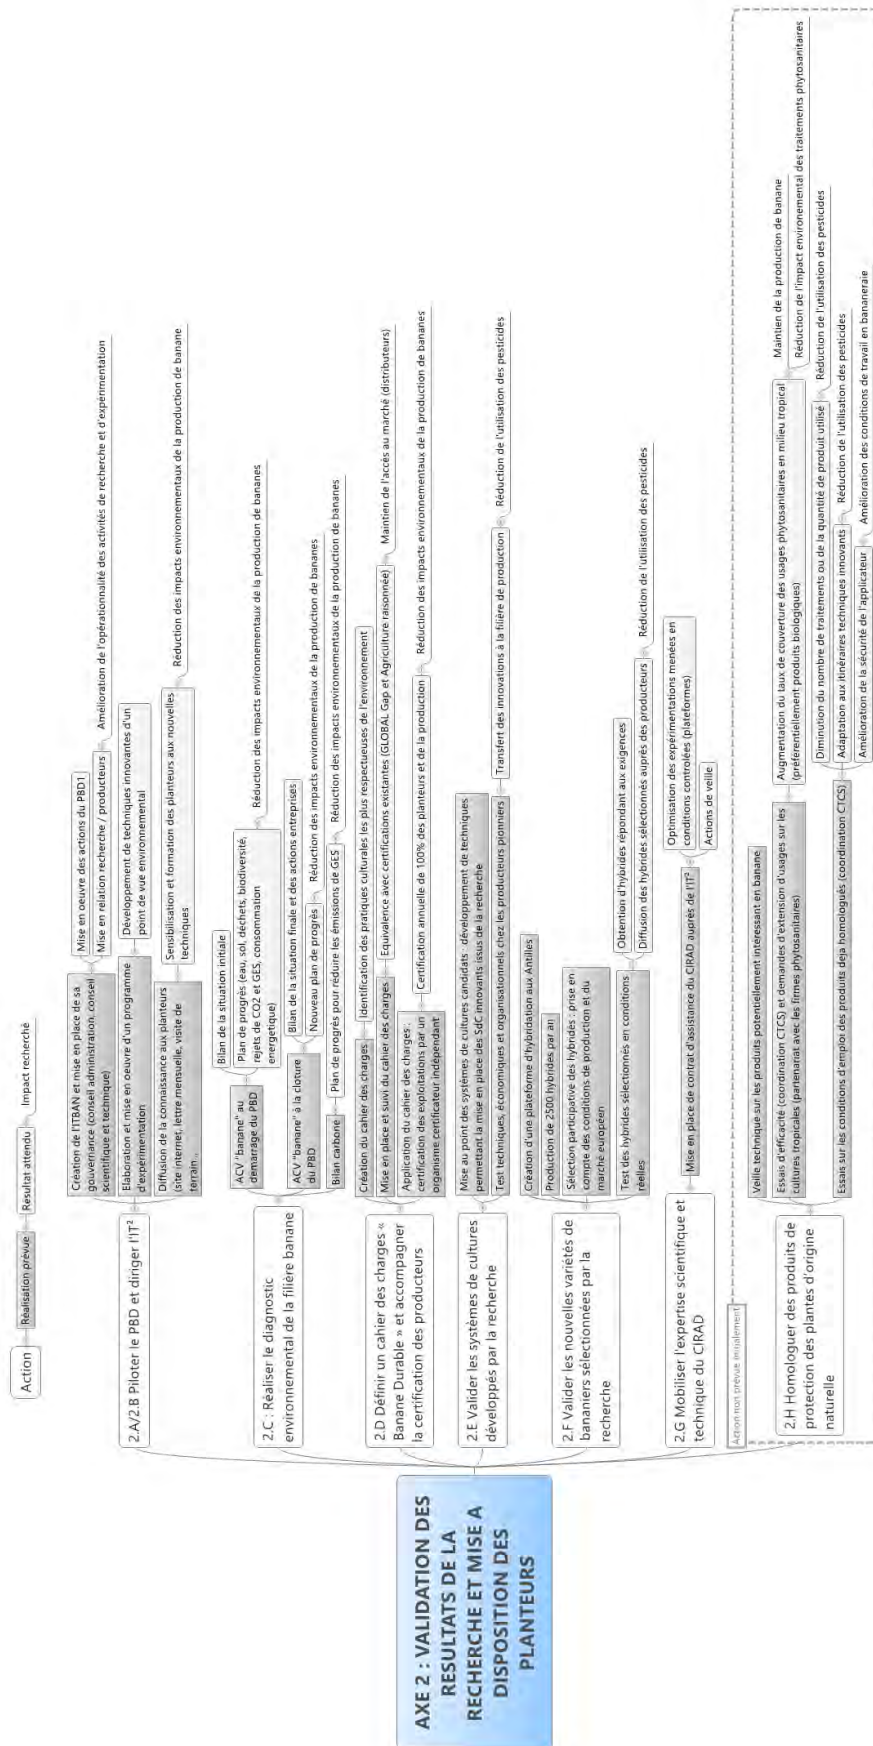 Action
Réalisation prévue
Résultat attendu
Impact recherché
AXE 2 : VALIDATION DES
RESULTATS DE LA
RECHERCHE ET MISE A
DISPOSITION DES
PLANTEURS
2.A/2.B Piloter le PBD et diriger l'IT²
Création de l'ITBAN et mise en place de sa
gouvernance (conseil administration, conseil
scientifique et technique)
Mise en oeuvre des actions du PBD1
Mise en relation recherche / producteurs
Amélioration de l'opérationnalité des activités de recherche et d'expérimentation
Elaboration et mise en oeuvre d'un programme
d'expérimentation
Développement de techniques innovantes d'un
point de vue environnemental
Diffusion de la connaissance aux planteurs
(site internet, lettre mensuelle, visite de
terrain...
Sensibilisation et formation des planteurs aux nouvelles
techniques
Réduction des impacts environnementaux de la production de banane
2.C : Réaliser le diagnostic
environnemental de la filière banane
ACV "banane" au
démarrage du PBD
Bilan de la situation initiale
Plan de progrès (eau, sol, déchets, biodiversité,
rejets de CO2 et GES, consommation
energetique)
Réduction des impacts environnementaux de la production de bananes
ACV "banane" à la cloture
du PBD
Bilan de la situation finale et des actions entreprises
Nouveau plan de progrès
Réduction des impacts environnementaux de la production de bananes
Bilan carbone
Plan de progrès pour réduire les émissions de GES
Réduction des impacts environnementaux de la production de bananes
2.D Définir un cahier des charges «
Banane Durable » et accompagner
la certification des producteurs
Création du cahier des charges
Identification des pratiques culturales les plus respectueuses de l'environnement
Mise en place et suivi du cahier des charges
Equivalence avec certifications existantes (GLOBAL Gap et Agriculture raisonnée)
Maintien de l'accès au marché (distributeurs)
Application du cahier des charges :
certification des exploitations par un
organisme certificateur indépendant
Certification annuelle de 100% des planteurs et de la production
Réduction des impacts environnementaux de la production de bananes
2.E Valider les systèmes de cultures
développés par la recherche
Mise au point des systèmes de cultures candidats : développement de techniques
permettant la mise en place des SdC innovants issus de la recherche
Test techniques, économiques et organisationnels chez les producteurs pionniers
Transfert des innovations à la filière de production
Réduction de l'utilisation des pesticides
2.F Valider les nouvelles variétés de
bananiers sélectionnées par la
recherche
Création d'une plateforme d'hybridation aux Antilles
Production de 2500 hybrides par an
Sélection participative des hybrides : prise en
compte des conditions de production et du
marché européen
Test des hybrides sélectionnés en conditions
réelles
Obtention d'hybrides répondant aux exigences
Diffusion des hybrides sélectionnés auprès des producteurs
Réduction de l'utilisation des pesticides
2.G Mobiliser l'expertise scientifique et
technique du CIRAD
Mise en place de contrat d'assistance du CIRAD auprès de l'IT²
Optimisation des expérimentations menées en
conditions controlées (plateformes)
Actions de veille
Action non prévue initialement
2.H Homologuer des produits de
protection des plantes d'origine
naturelle
Veille technique sur les produits potentiellement intéressant en banane
Essais d'efficacité (coordination CTCS) et demandes d'extension d'usages sur les
cultures tropicales (partenariat avec les firmes phytosanitaires)
Augmentation du taux de couverture des usages phytosanitaires en milieu tropical
(préférentiellement produits biologiques)
Maintien de la production de banane
Réduction de l'impact environemental des traitements phytosanitaires
Essais sur les conditions d'emploi des produits déja homologués (coordination CTCS)
Diminution du nombre de traitements ou de la quantité de produit utilisé
Réduction de l'utilisation des pesticides
Adaptation aux itinéraires techniques innovants
Réduction de l'utilisation des pesticides
Amélioration de la sécurité de l'applicateur
Amélioration des conditions de travail en bananeraie